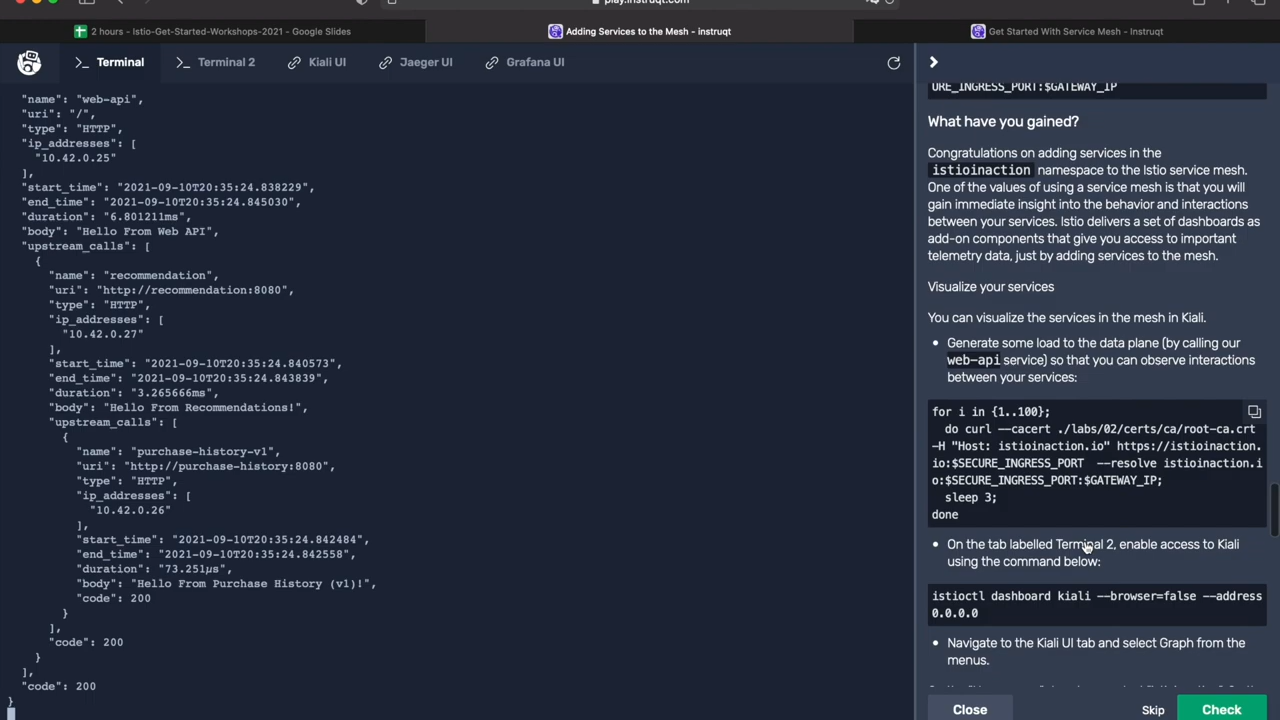 play.instruqt.com
2 hours - Istio-Get-Started-Workshops-2021 - Google Slides
Adding Services to the Mesh - instruqt
Get Started With Service Mesh - Instruqt
>_ Terminal
>_ Terminal 2
Kiali UI
Jaeger UI
Grafana UI
"name": "web-api",
"uri": "/",
"type": "HTTP",
"ip_addresses": [
"10.42.0.25"
],
"start_time": "2021-09-10T20:35:24.838229",
"end_time": "2021-09-10T20:35:24.845030",
"duration": "6.801211ms",
"body": "Hello From Web API",
"upstream_calls": [
{
"name": "recommendation",
"uri": "http://recommendation:8080",
"type": "HTTP",
"ip_addresses": [
"10.42.0.27"
],
"start_time": "2021-09-10T20:35:24.840573",
"end_time": "2021-09-10T20:35:24.843839",
"duration": "3.265666ms",
"body": "Hello From Recommendations!",
"upstream_calls": [
{
"name": "purchase-history-v1",
"uri": "http://purchase-history:8080",
"type": "HTTP",
"ip_addresses": [
"10.42.0.26"
],
"start_time": "2021-09-10T20:35:24.842484",
"end_time": "2021-09-10T20:35:24.842558",
"duration": "73.251µs",
"body": "Hello From Purchase History (v1)!",
"code": 200
}
],
"code": 200
}
],
"code": 200
}
URE_INGRESS_PORT:$GATEWAY_IP
What have you gained?
Congratulations on adding services in the
istioinaction namespace to the Istio service mesh.
One of the values of using a service mesh is that you will
gain immediate insight into the behavior and interactions
between your services. Istio delivers a set of dashboards as
add-on components that give you access to important
telemetry data, just by adding services to the mesh.
Visualize your services
You can visualize the services in the mesh in Kiali.
• Generate some load to the data plane (by calling our
web-api service) so that you can observe interactions
between your services:
for i in {1..100};
do curl --cacert ./labs/02/certs/ca/root-ca.crt
-H "Host: istioinaction.io" https://istioinaction.
io:$SECURE_INGRESS_PORT --resolve istioinaction.i
o:$SECURE_INGRESS_PORT:$GATEWAY_IP;
sleep 3;
done
• On the tab labelled Terminal 2, enable access to Kiali
using the command below:
istioctl dashboard kiali --browser=false --address
0.0.0.0
• Navigate to the Kiali UI tab and select Graph from the
menus.
Close
Skip
Check